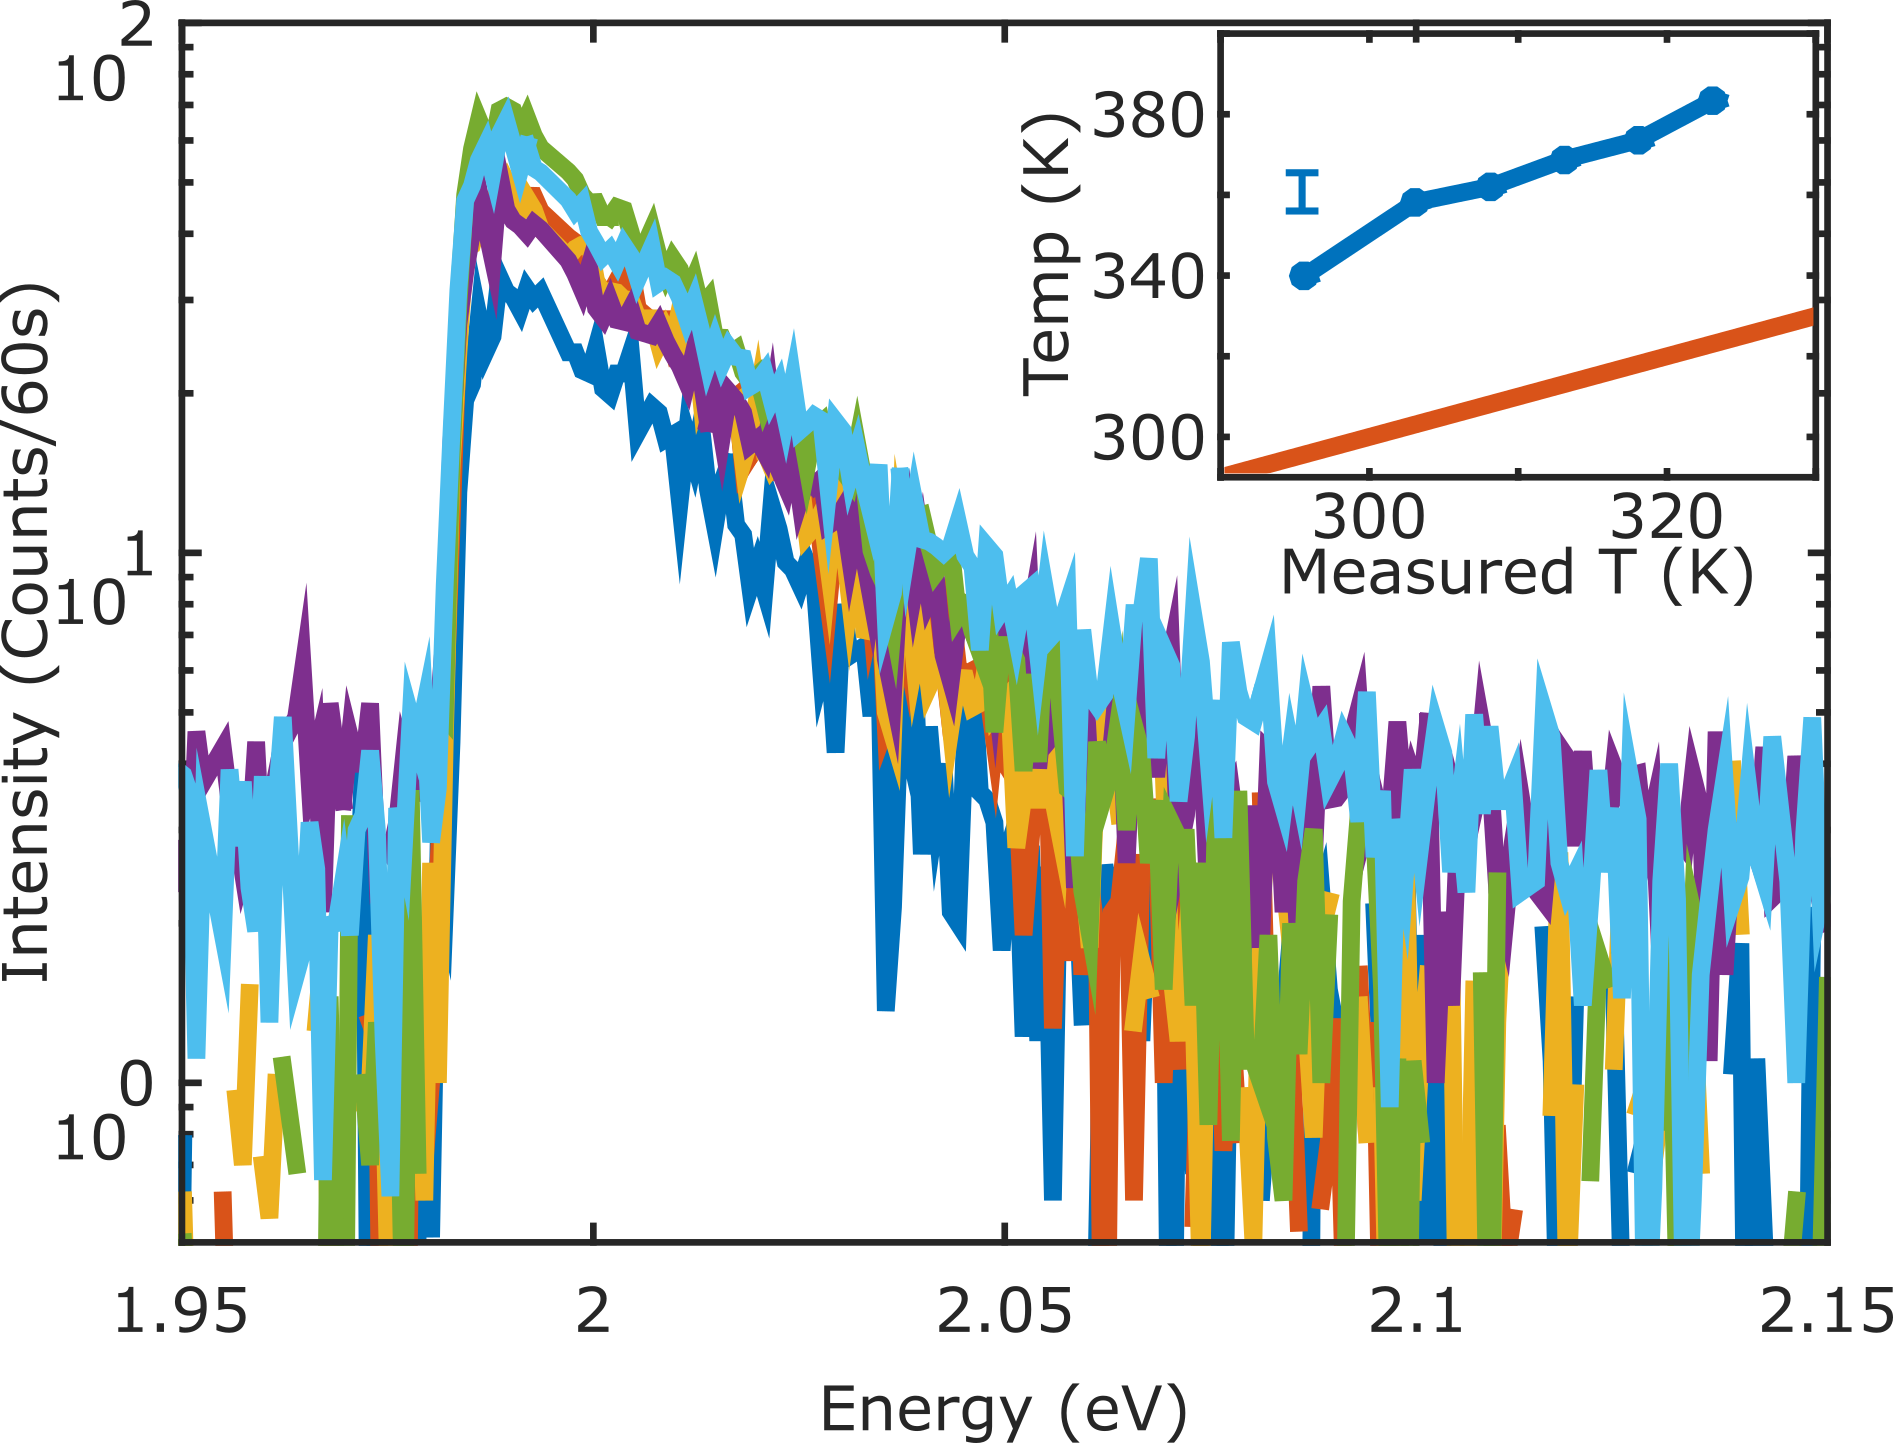 10 2
10 1
10 0
Intensity (Counts/60s)
1.95 2 2.05 2.1 2.15
Energy (eV)
380
340
300
Temp (K)
300 320
Measured T (K)